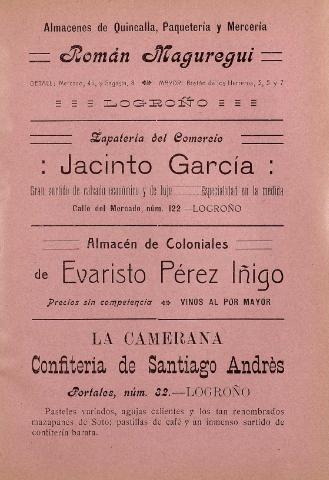 Almacenes de Quincalla, Paquetería y Mercería
Román Maguregui
DETALL: Mercado, 43, y Sagasta, 8 MAYOR: Bretón de los Herreros, 3, 5 y 7
LOGROÑO
Zapatería del Comercio
: Jacinto García :
Gran surtido de calzado económico y de lujo Especialidad en la medida
Calle del Mercado, núm. 122 —LOGROÑO
Almacén de Coloniales
de Evaristo Pérez Iñigo
Precios sin competencia VINOS AL POR MAYOR
LA CAMERANA
Confiteria de Santiago Andrés
Portales, núm. 32.—LOGROÑO
Pasteles variados, agujas calientes y los tan renombrados
mazapanes de Soto; pastillas de café y un inmenso surtido de
confitería barata.